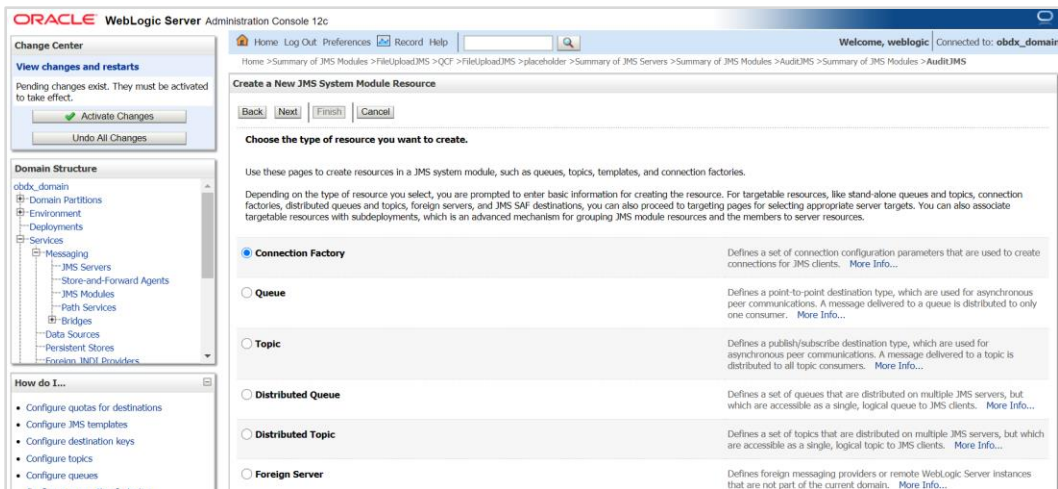 ORACLE WebLogic Server Administration Console 12c
Change Center
View changes and restarts
Pending changes exist. They must be activated
to take effect.
Activate Changes
Undo All Changes
Domain Structure
obdx_domain
Domain Partitions
Environment
Deployments
Services
Messaging
JMS Servers
Store-and-Forward Agents
JMS Modules
Path Services
Bridges
Data Sources
Persistent Stores
Foreign JNDI Providers
How do I...
Configure quotas for destinations
Configure JMS templates
Configure destination keys
Configure topics
Configure queues
Home Log Out Preferences Record Help
Welcome, weblogic Connected to: obdx_domain
Home >Summary of JMS Modules >FileUploadJMS >QCF >FileUploadJMS >placeholder >Summary of JMS Servers >Summary of JMS Modules >AuditJMS >Summary of JMS Modules >AuditJMS
Create a New JMS System Module Resource
Back Next Finish Cancel
Choose the type of resource you want to create.
Use these pages to create resources in a JMS system module, such as queues, topics, templates, and connection factories.
Depending on the type of resource you select, you are prompted to enter basic information for creating the resource. For targetable resources, like stand-alone queues and topics, connection
factories, distributed queues and topics, foreign servers, and JMS SAF destinations, you can also proceed to targeting pages for selecting appropriate server targets. You can also associate
targetable resources with subdeployments, which is an advanced mechanism for grouping JMS module resources and the members to server resources.
Connection Factory
Defines a set of connection configuration parameters that are used to create
connections for JMS clients. More Info...
Queue
Defines a point-to-point destination type, which are used for asynchronous
peer communications. A message delivered to a queue is distributed to only
one consumer. More Info...
Topic
Defines a publish/subscribe destination type, which are used for
asynchronous peer communications. A message delivered to a topic is
distributed to all topic consumers. More Info...
Distributed Queue
Defines a set of queues that are distributed on multiple JMS servers, but
which are accessible as a single, logical queue to JMS clients. More Info...
Distributed Topic
Defines a set of topics that are distributed on multiple JMS servers, but which
are accessible as a single, logical topic to JMS clients. More Info...
Foreign Server
Defines foreign messaging providers or remote WebLogic Server instances
that are not part of the current domain. More Info...